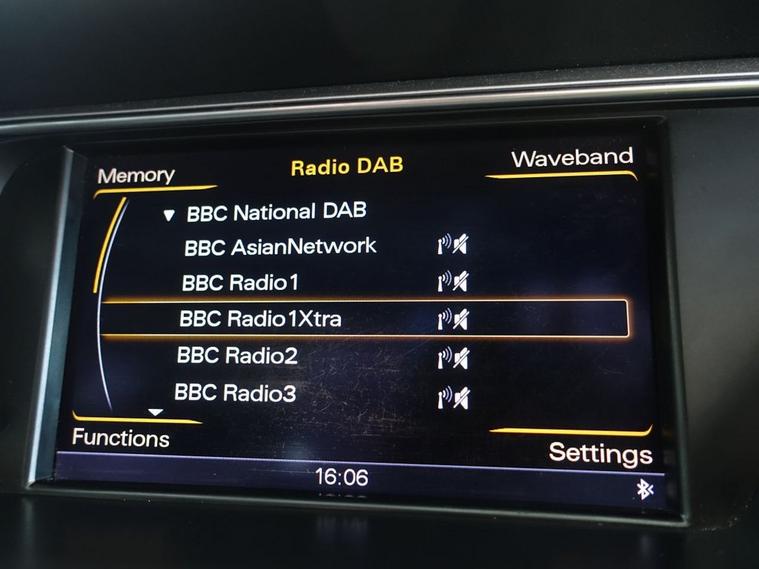 Memory
Radio DAB
Waveband
BBC National DAB
BBC AsianNetwork
BBC Radio1
BBC Radio1Xtra
BBC Radio2
BBC Radio3
Functions
Settings
16:06